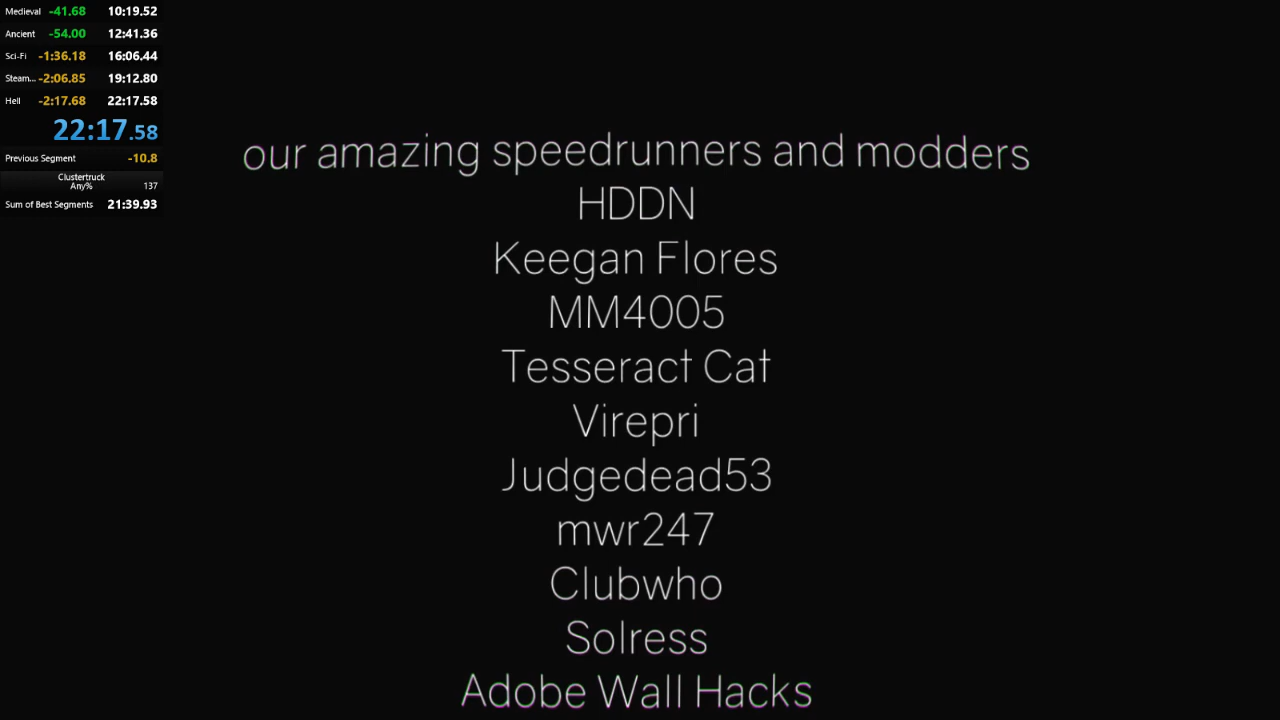 Medieval -41.68 10:19.52
Ancient -54.00 12:41.36
Sci-Fi -1:36.18 16:06.44
Steam... -2:06.85 19:12.80
Hell -2:17.68 22:17.58
22:17.58
Previous Segment -10.8
Clustertruck
Any% 137
Sum of Best Segments 21:39.93
our amazing speedrunners and modders
HDDN
Keegan Flores
MM4005
Tesseract Cat
Virepri
Judgedead53
mwr247
Clubwho
Solress
Adobe Wall Hacks